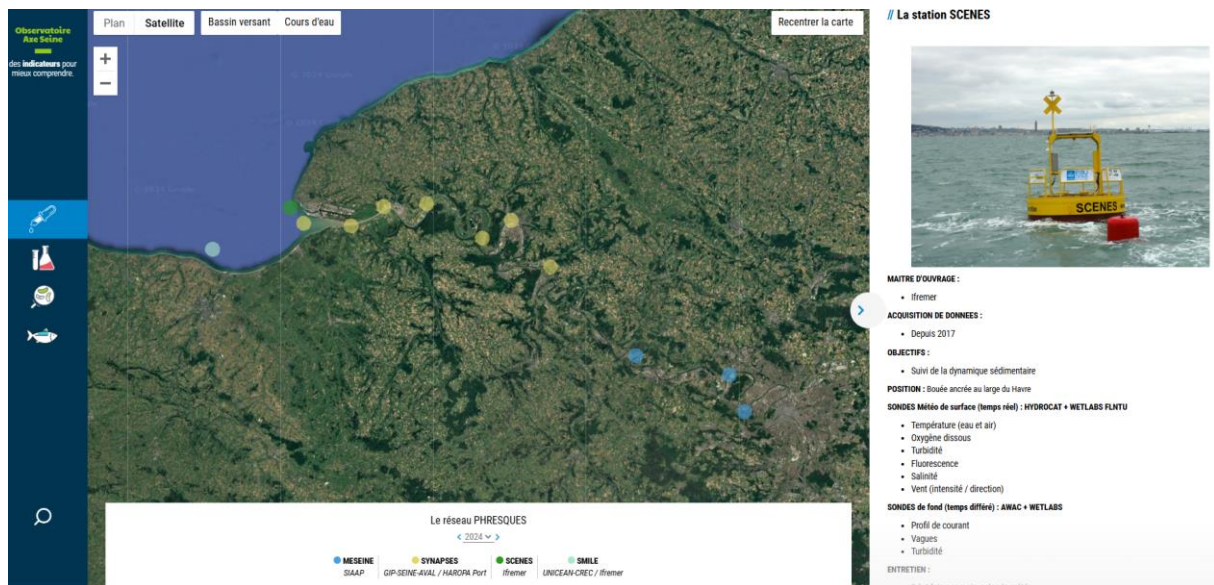 Observatoire
Axe Seine
des indicateurs pour
mieux comprendre.
Plan
Satellite
Bassin versant
Cours d'eau
Recentrer la carte
+
−
Le réseau PHRESQUES
< 2024 >
MESEINE
SIAAP
SYNAPSES
GIP-SEINE-AVAL / HAROPA Port
SCENES
Ifremer
SMILE
UNICEAN-CREC / Ifremer
// La station SCENES
SCENES
MAITRE D'OUVRAGE :
• Ifremer
ACQUISITION DE DONNEES :
• Depuis 2017
OBJECTIFS :
• Suivi de la dynamique sédimentaire
POSITION : Bouée ancrée au large du Havre
SONDES Météo de surface (temps réel) : HYDROCAT + WETLABS FLNTU
• Température (eau et air)
• Oxygène dissous
• Turbidité
• Fluorescence
• Salinité
• Vent (intensité / direction)
SONDES de fond (temps différé) : AWAC + WETLABS
• Profil de courant
• Vagues
• Turbidité
ENTRETIEN :